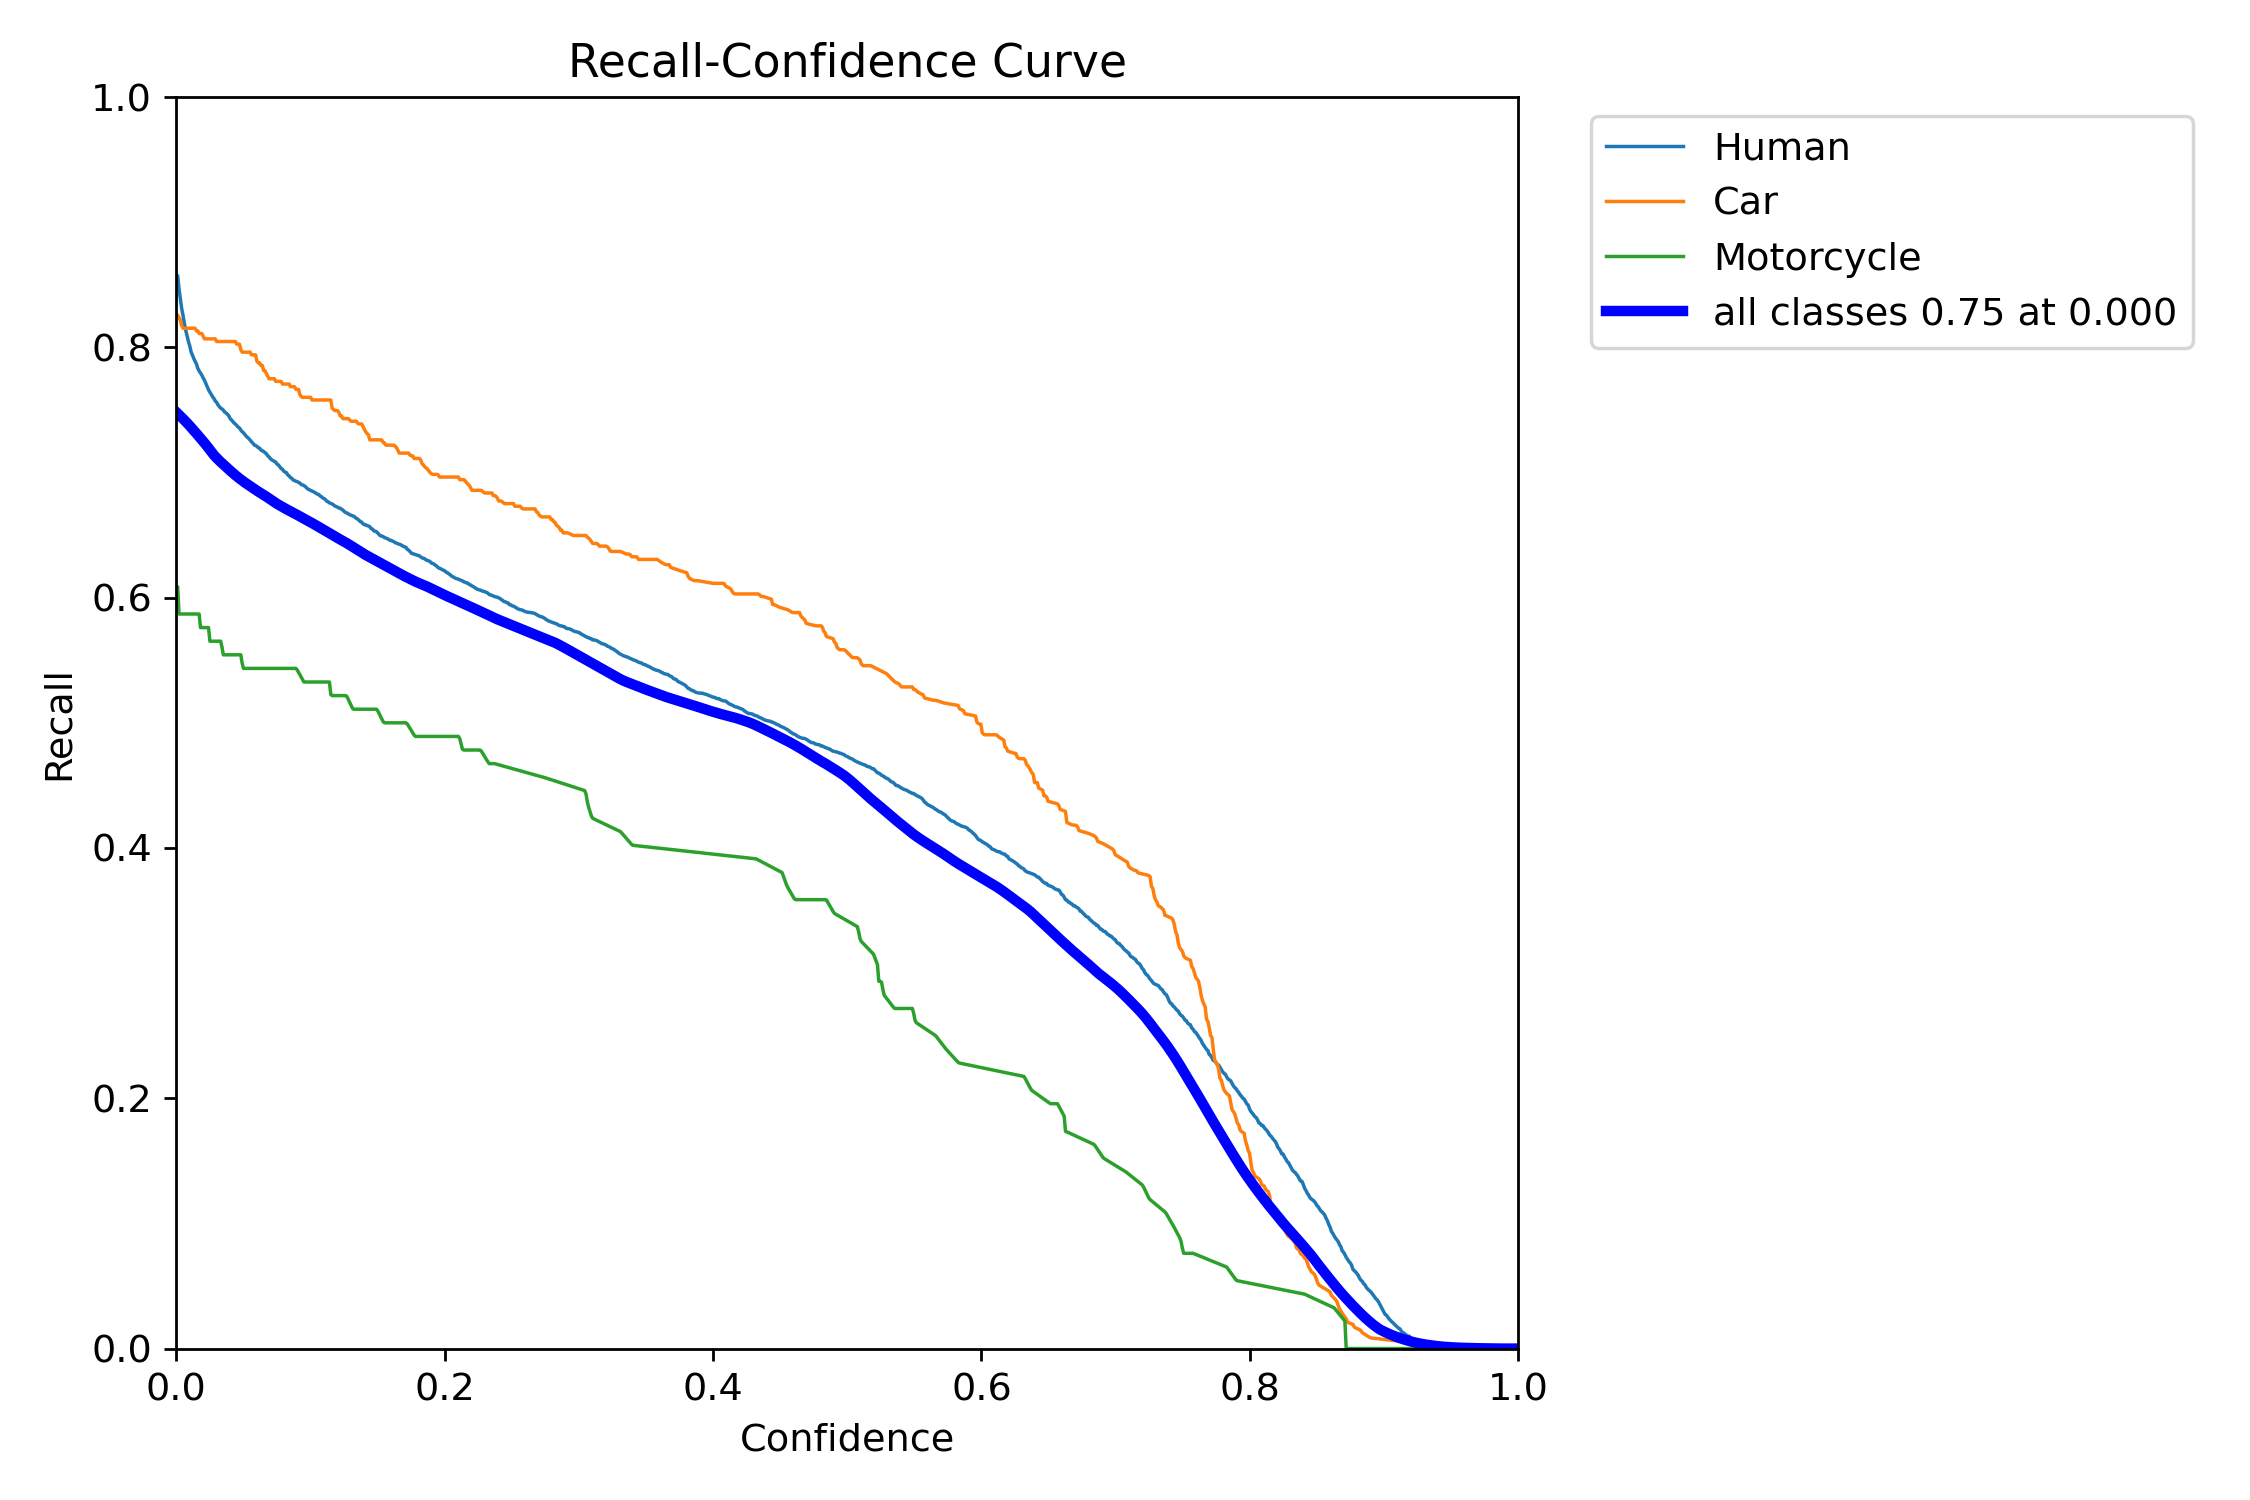 Recall-Confidence Curve
1.0
0.8
0.6
0.4
0.2
0.0
Recall
0.0 0.2 0.4 0.6 0.8 1.0
Confidence
Human
Car
Motorcycle
all classes 0.75 at 0.000